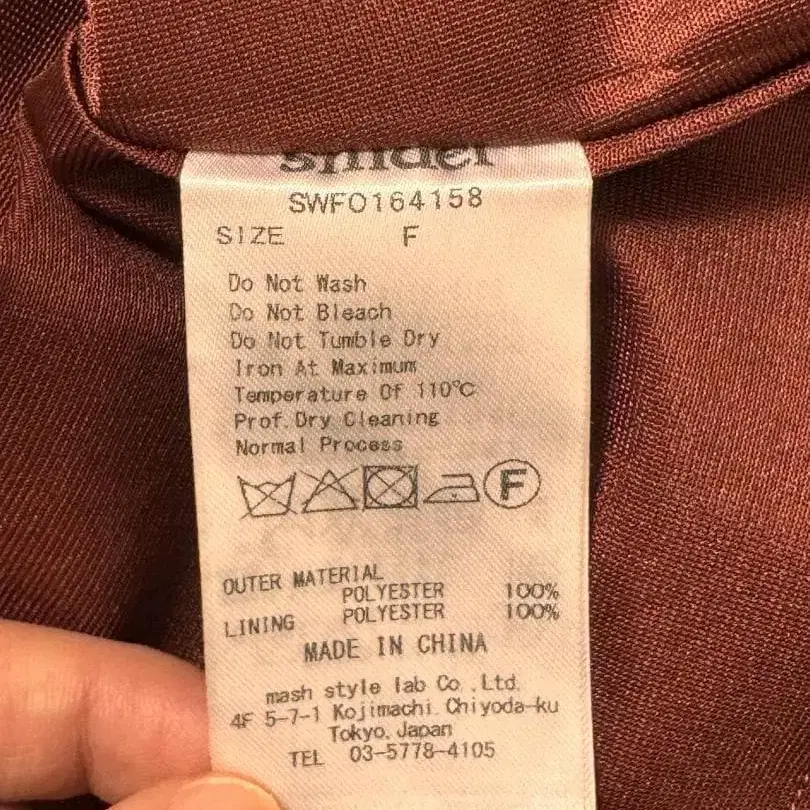 snidel
SWFO164158
SIZE F
Do Not Wash
Do Not Bleach
Do Not Tumble Dry
Iron At Maximum
Temperature Of 110℃
Prof.Dry Cleaning
Normal Process
F
OUTER MATERIAL
POLYESTER 100%
LINING POLYESTER 100%
MADE IN CHINA
mash style lab Co.,Ltd.
4F 5-7-1 Kojimachi.Chiyoda-ku
Tokyo.Japan
TEL 03-5778-4105